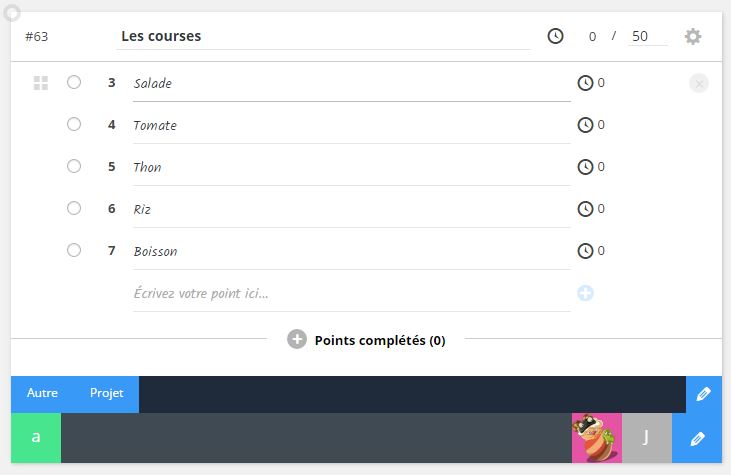 #63 Les courses 0 / 50
3 Salade 0
4 Tomate 0
5 Thon 0
6 Riz 0
7 Boisson 0
Écrivez votre point ici...
Points complétés (0)
Autre Projet
a J